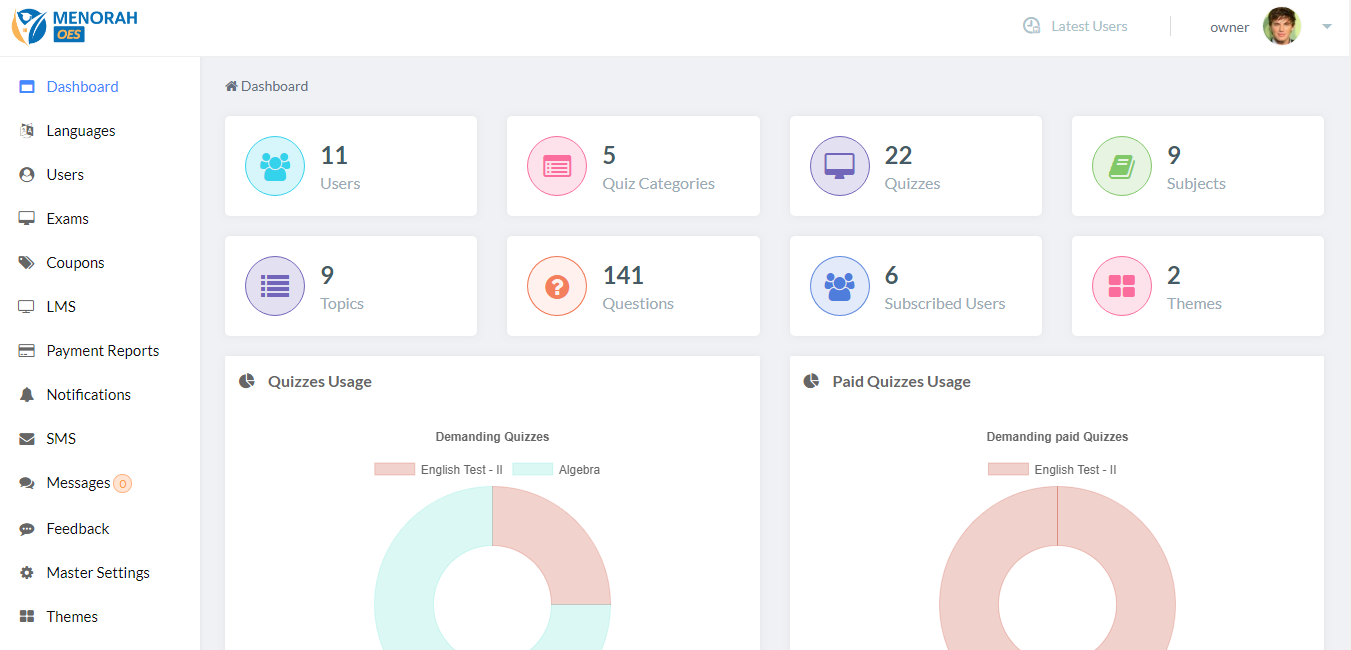 MENORAH
OES
Latest Users
owner
Dashboard
Languages
Users
Exams
Coupons
LMS
Payment Reports
Notifications
SMS
Messages 0
Feedback
Master Settings
Themes
Dashboard
11
Users
5
Quiz Categories
22
Quizzes
9
Subjects
9
Topics
141
Questions
6
Subscribed Users
2
Themes
Quizzes Usage
Demanding Quizzes
English Test - II Algebra
Paid Quizzes Usage
Demanding paid Quizzes
English Test - II